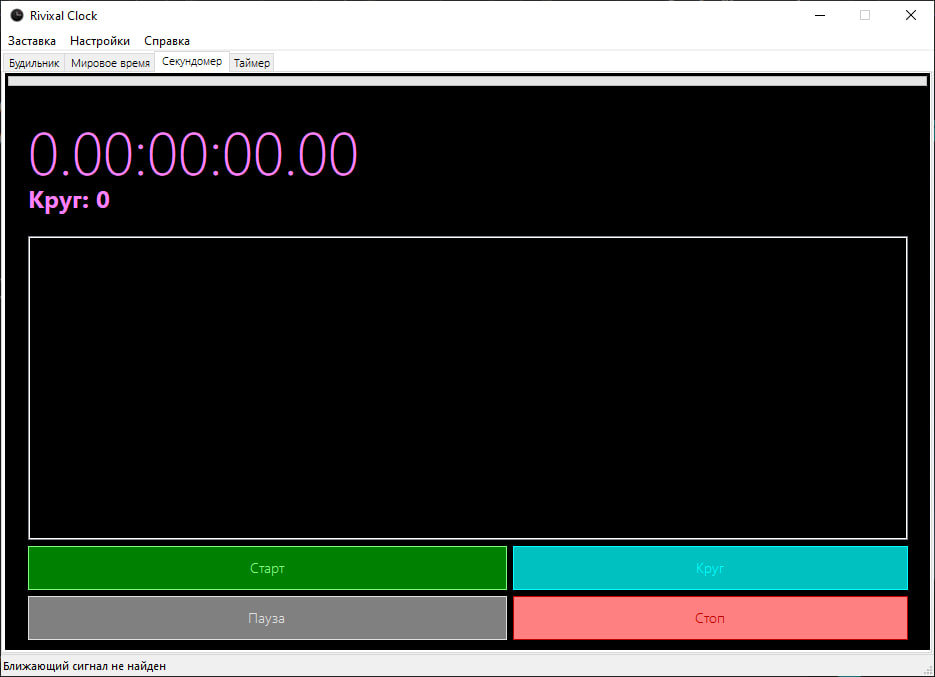 Rivixal Clock
Заставка Настройки Справка
Будильник Мировое время Секундомер Таймер
0.00:00:00.00
Круг: 0
Старт Круг
Пауза Стоп
Ближающий сигнал не найден